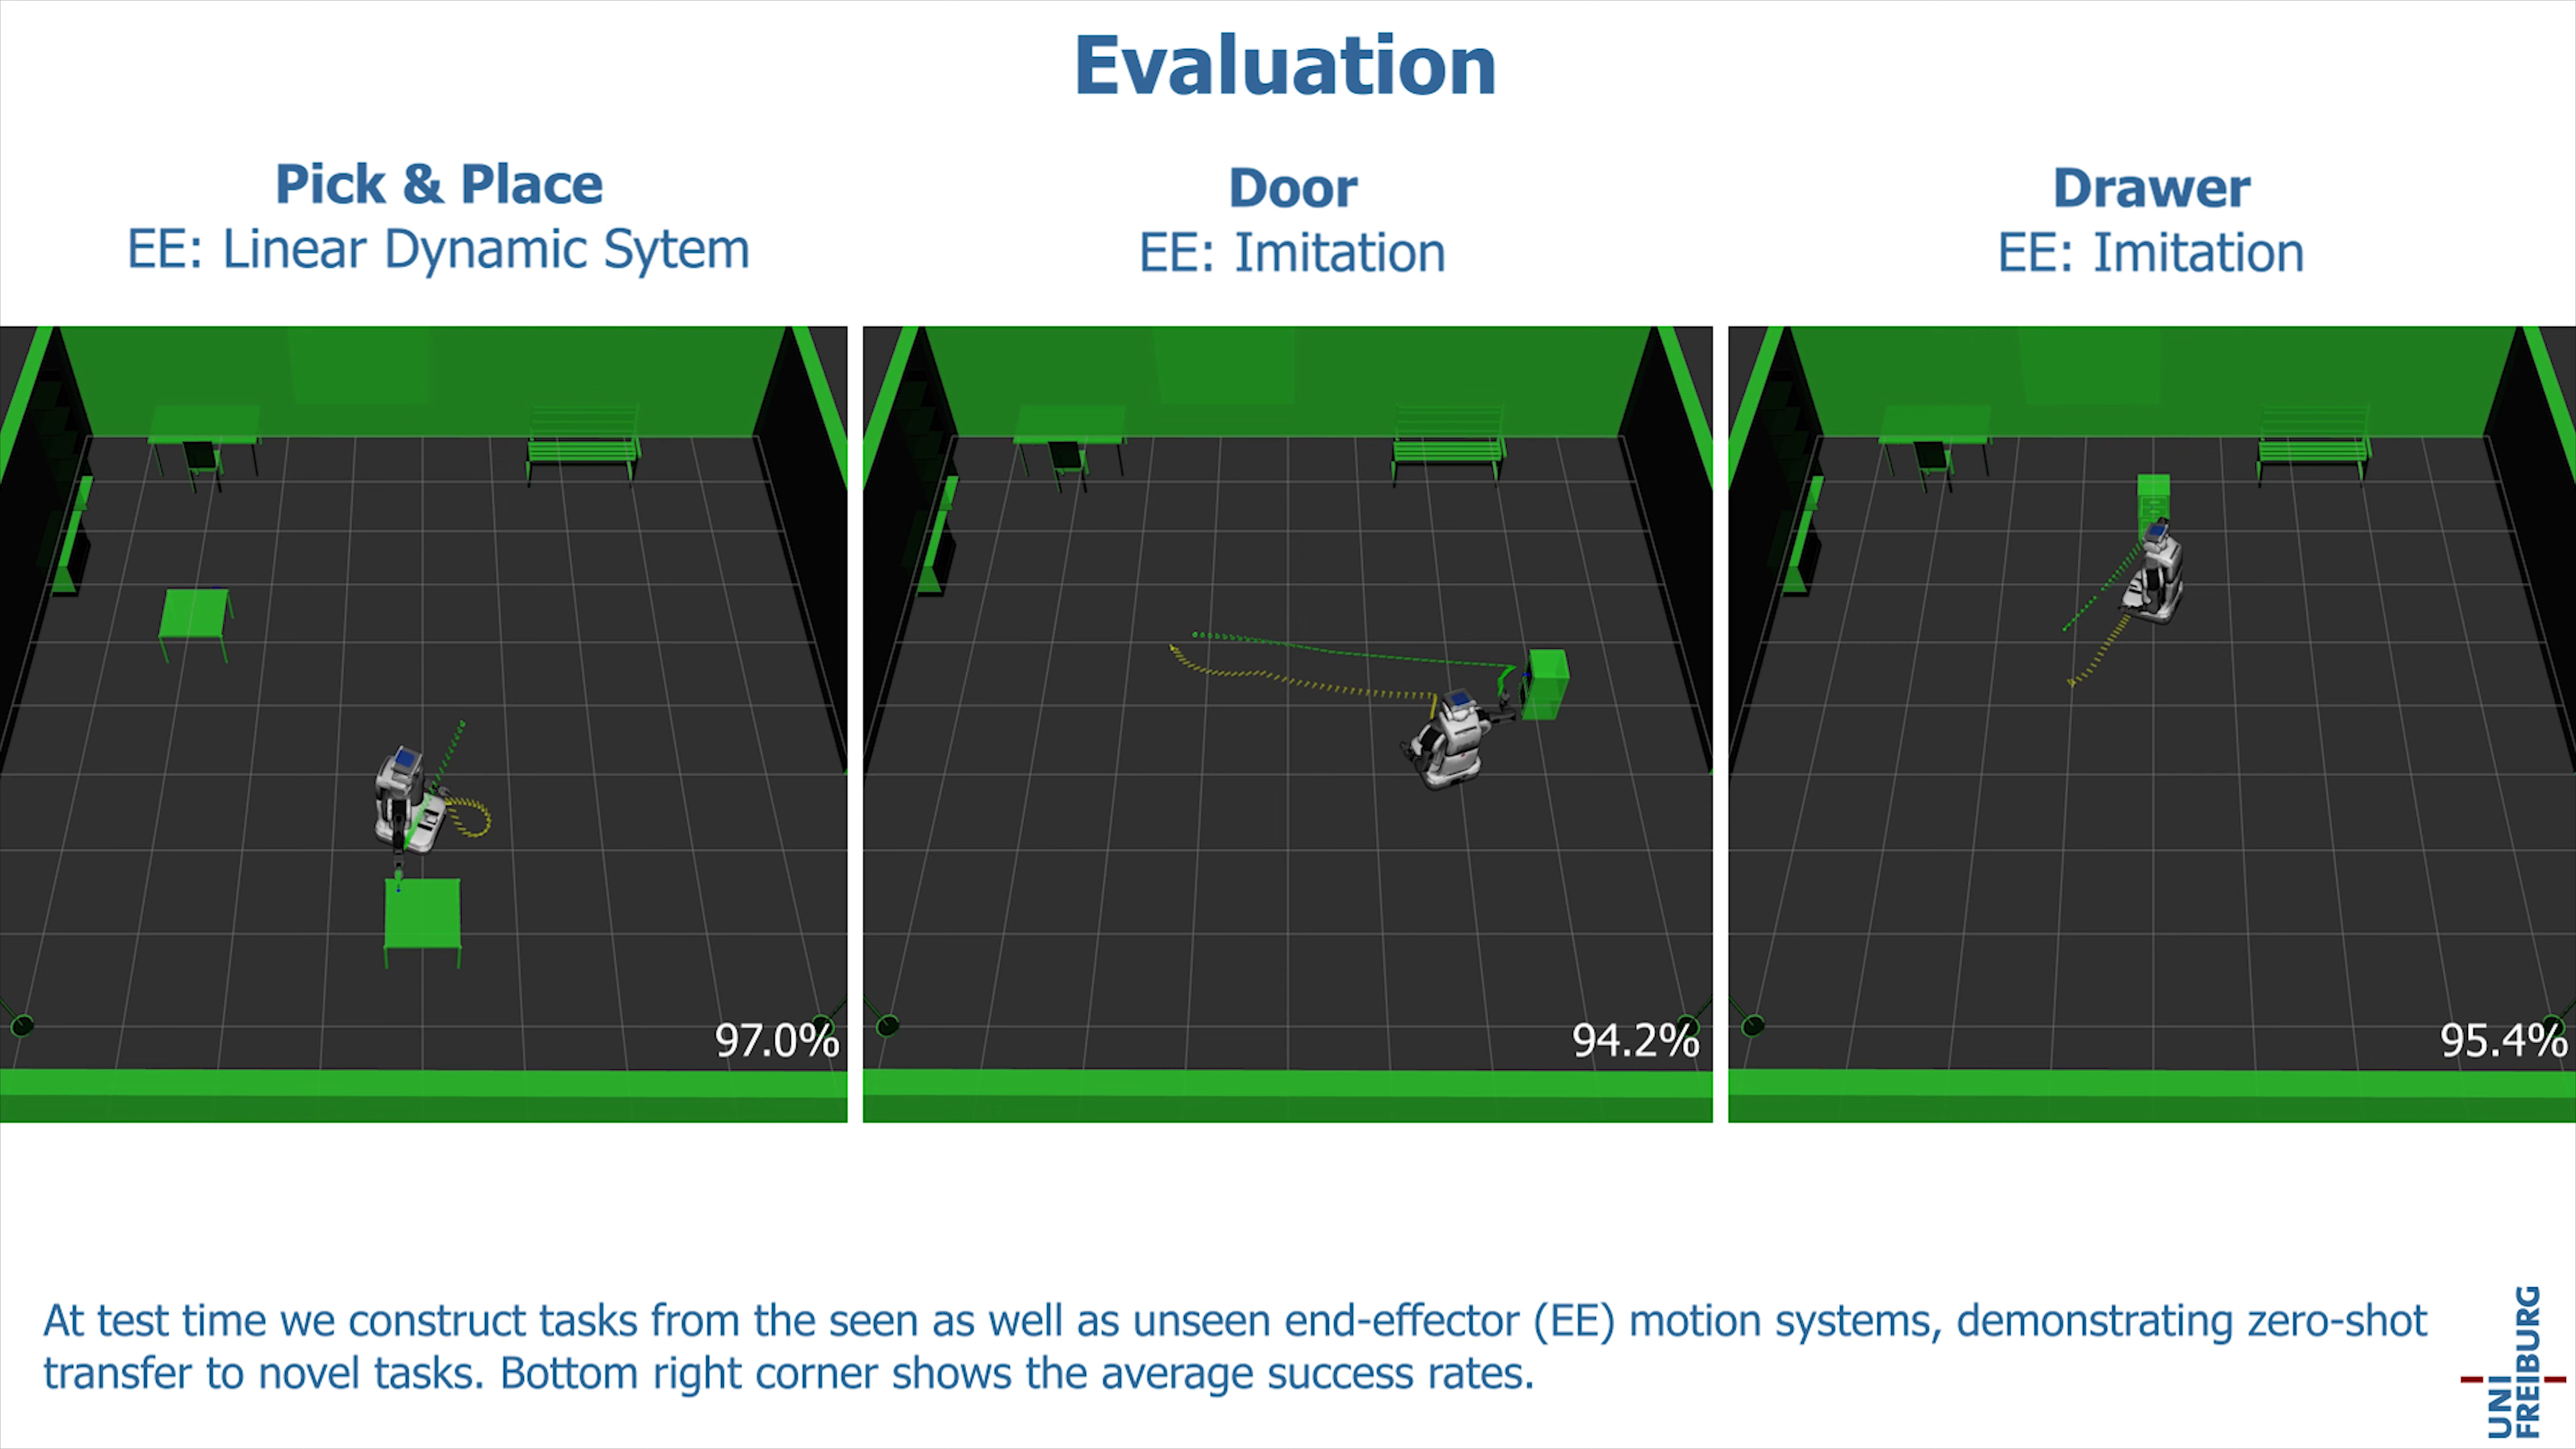 Evaluation
Pick & Place
EE: Linear Dynamic Sytem
Door
EE: Imitation
Drawer
EE: Imitation
97.0%
94.2%
95.4%
At test time we construct tasks from the seen as well as unseen end-effector (EE) motion systems, demonstrating zero-shot
transfer to novel tasks. Bottom right corner shows the average success rates.
UNI
FREIBURG